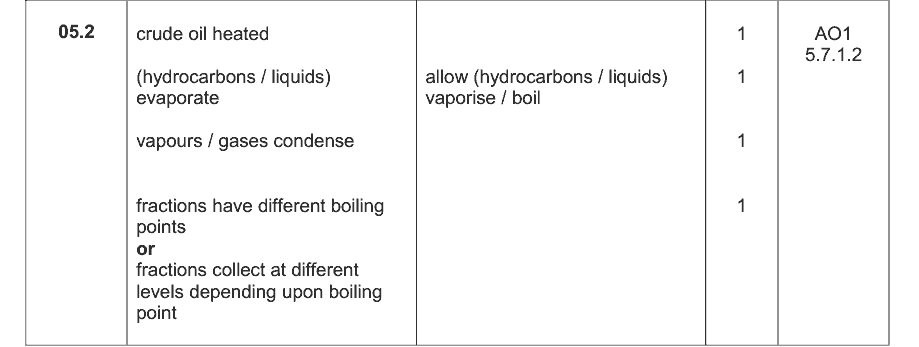 05.2 crude oil heated 1 AO1
5.7.1.2
(hydrocarbons / liquids) allow (hydrocarbons / liquids) 1
evaporate vaporise / boil
vapours / gases condense 1
fractions have different boiling 1
points
or
fractions collect at different
levels depending upon boiling
point